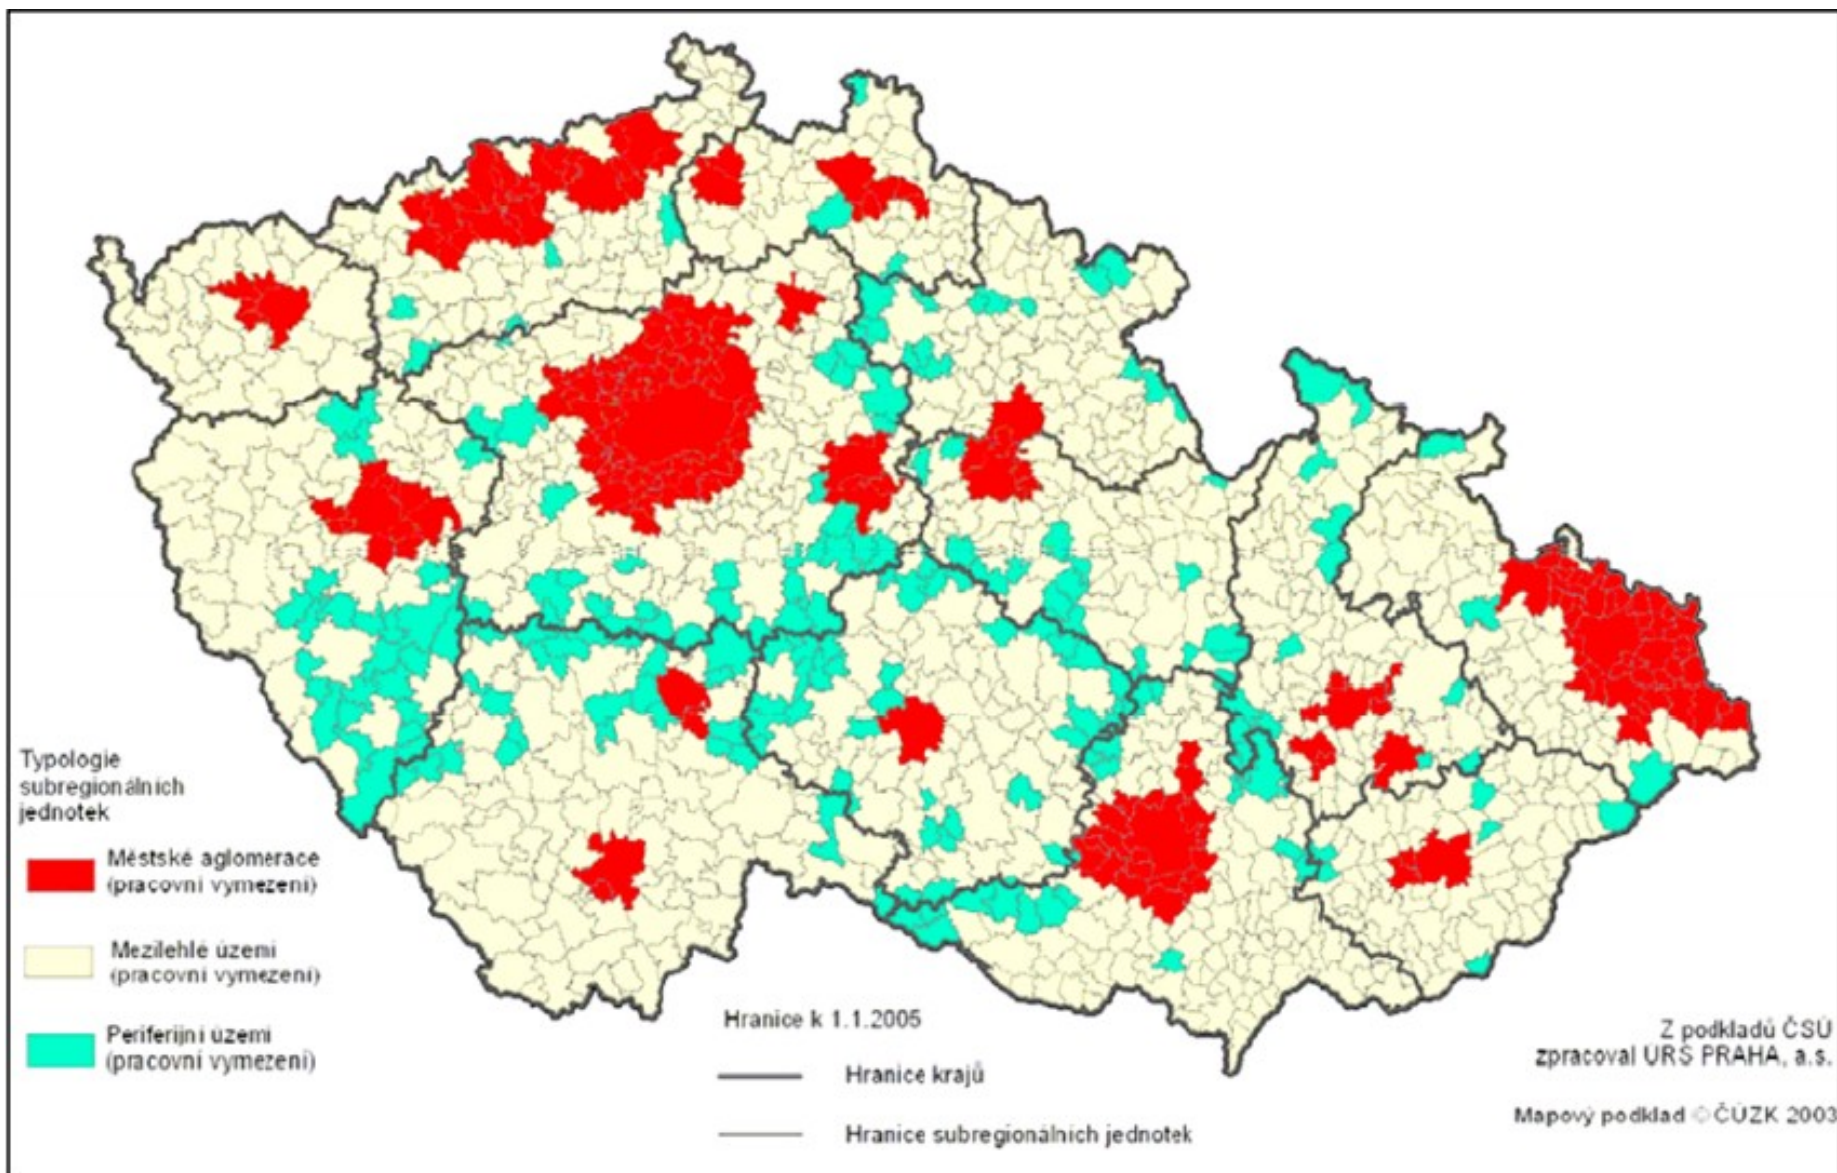 Typologie
subregionálních
jednotek
Městské aglomerace
(pracovní vymezení)
Mezilehlé území
(pracovní vymezení)
Periferijní území
(pracovní vymezení)
Hranice k 1.1.2005
Hranice krajů
Hranice subregionálních jednotek
Z podkladů ČSÚ
zpracoval ÚRS PRAHA, a.s.
Mapový podklad © ČÚZK 2003